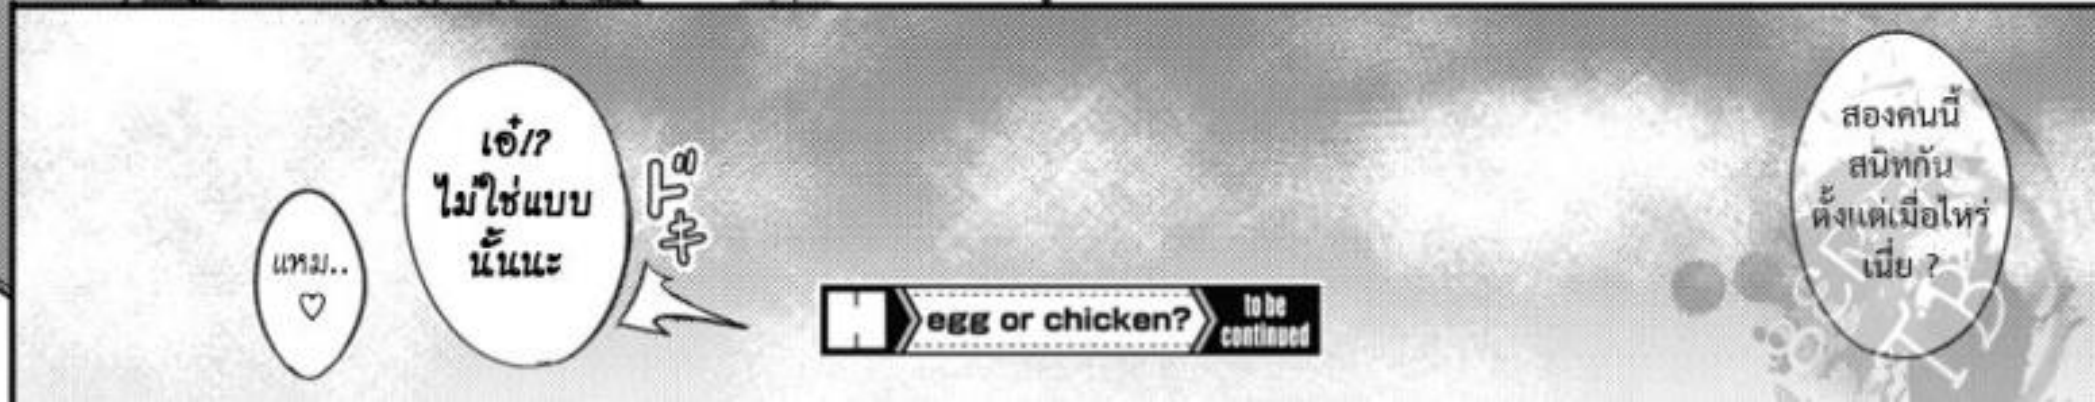 สองคนนี้
สนิทกัน
ตั้งแต่เมื่อไหร่
เนี่ย ?
ドキ
เอ๋!?
ไม่ใช่แบบ
นั้นนะ
แหม..
♡
egg or chicken?
to be
continued